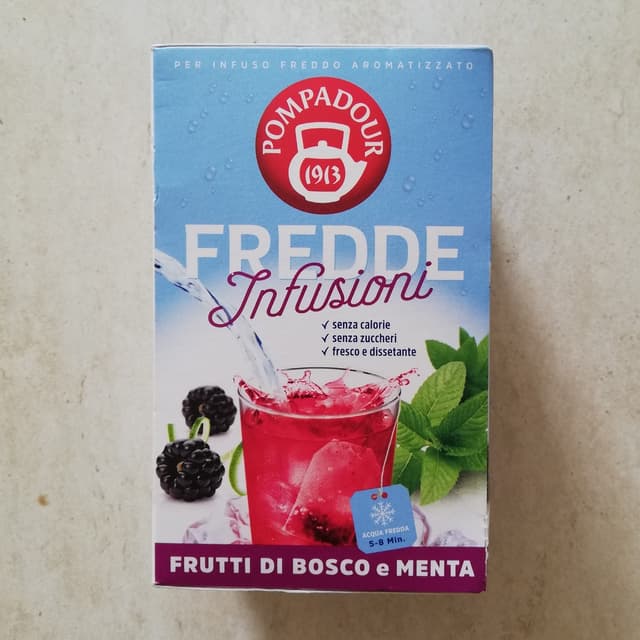 PER INFUSO FREDDO AROMATIZZATO
POMPADOUR
1913
FREDDE
Infusioni
✓ senza calorie
✓ senza zuccheri
✓ fresco e dissetante
ACQUA FREDDA
5-8 Min.
FRUTTI DI BOSCO e MENTA